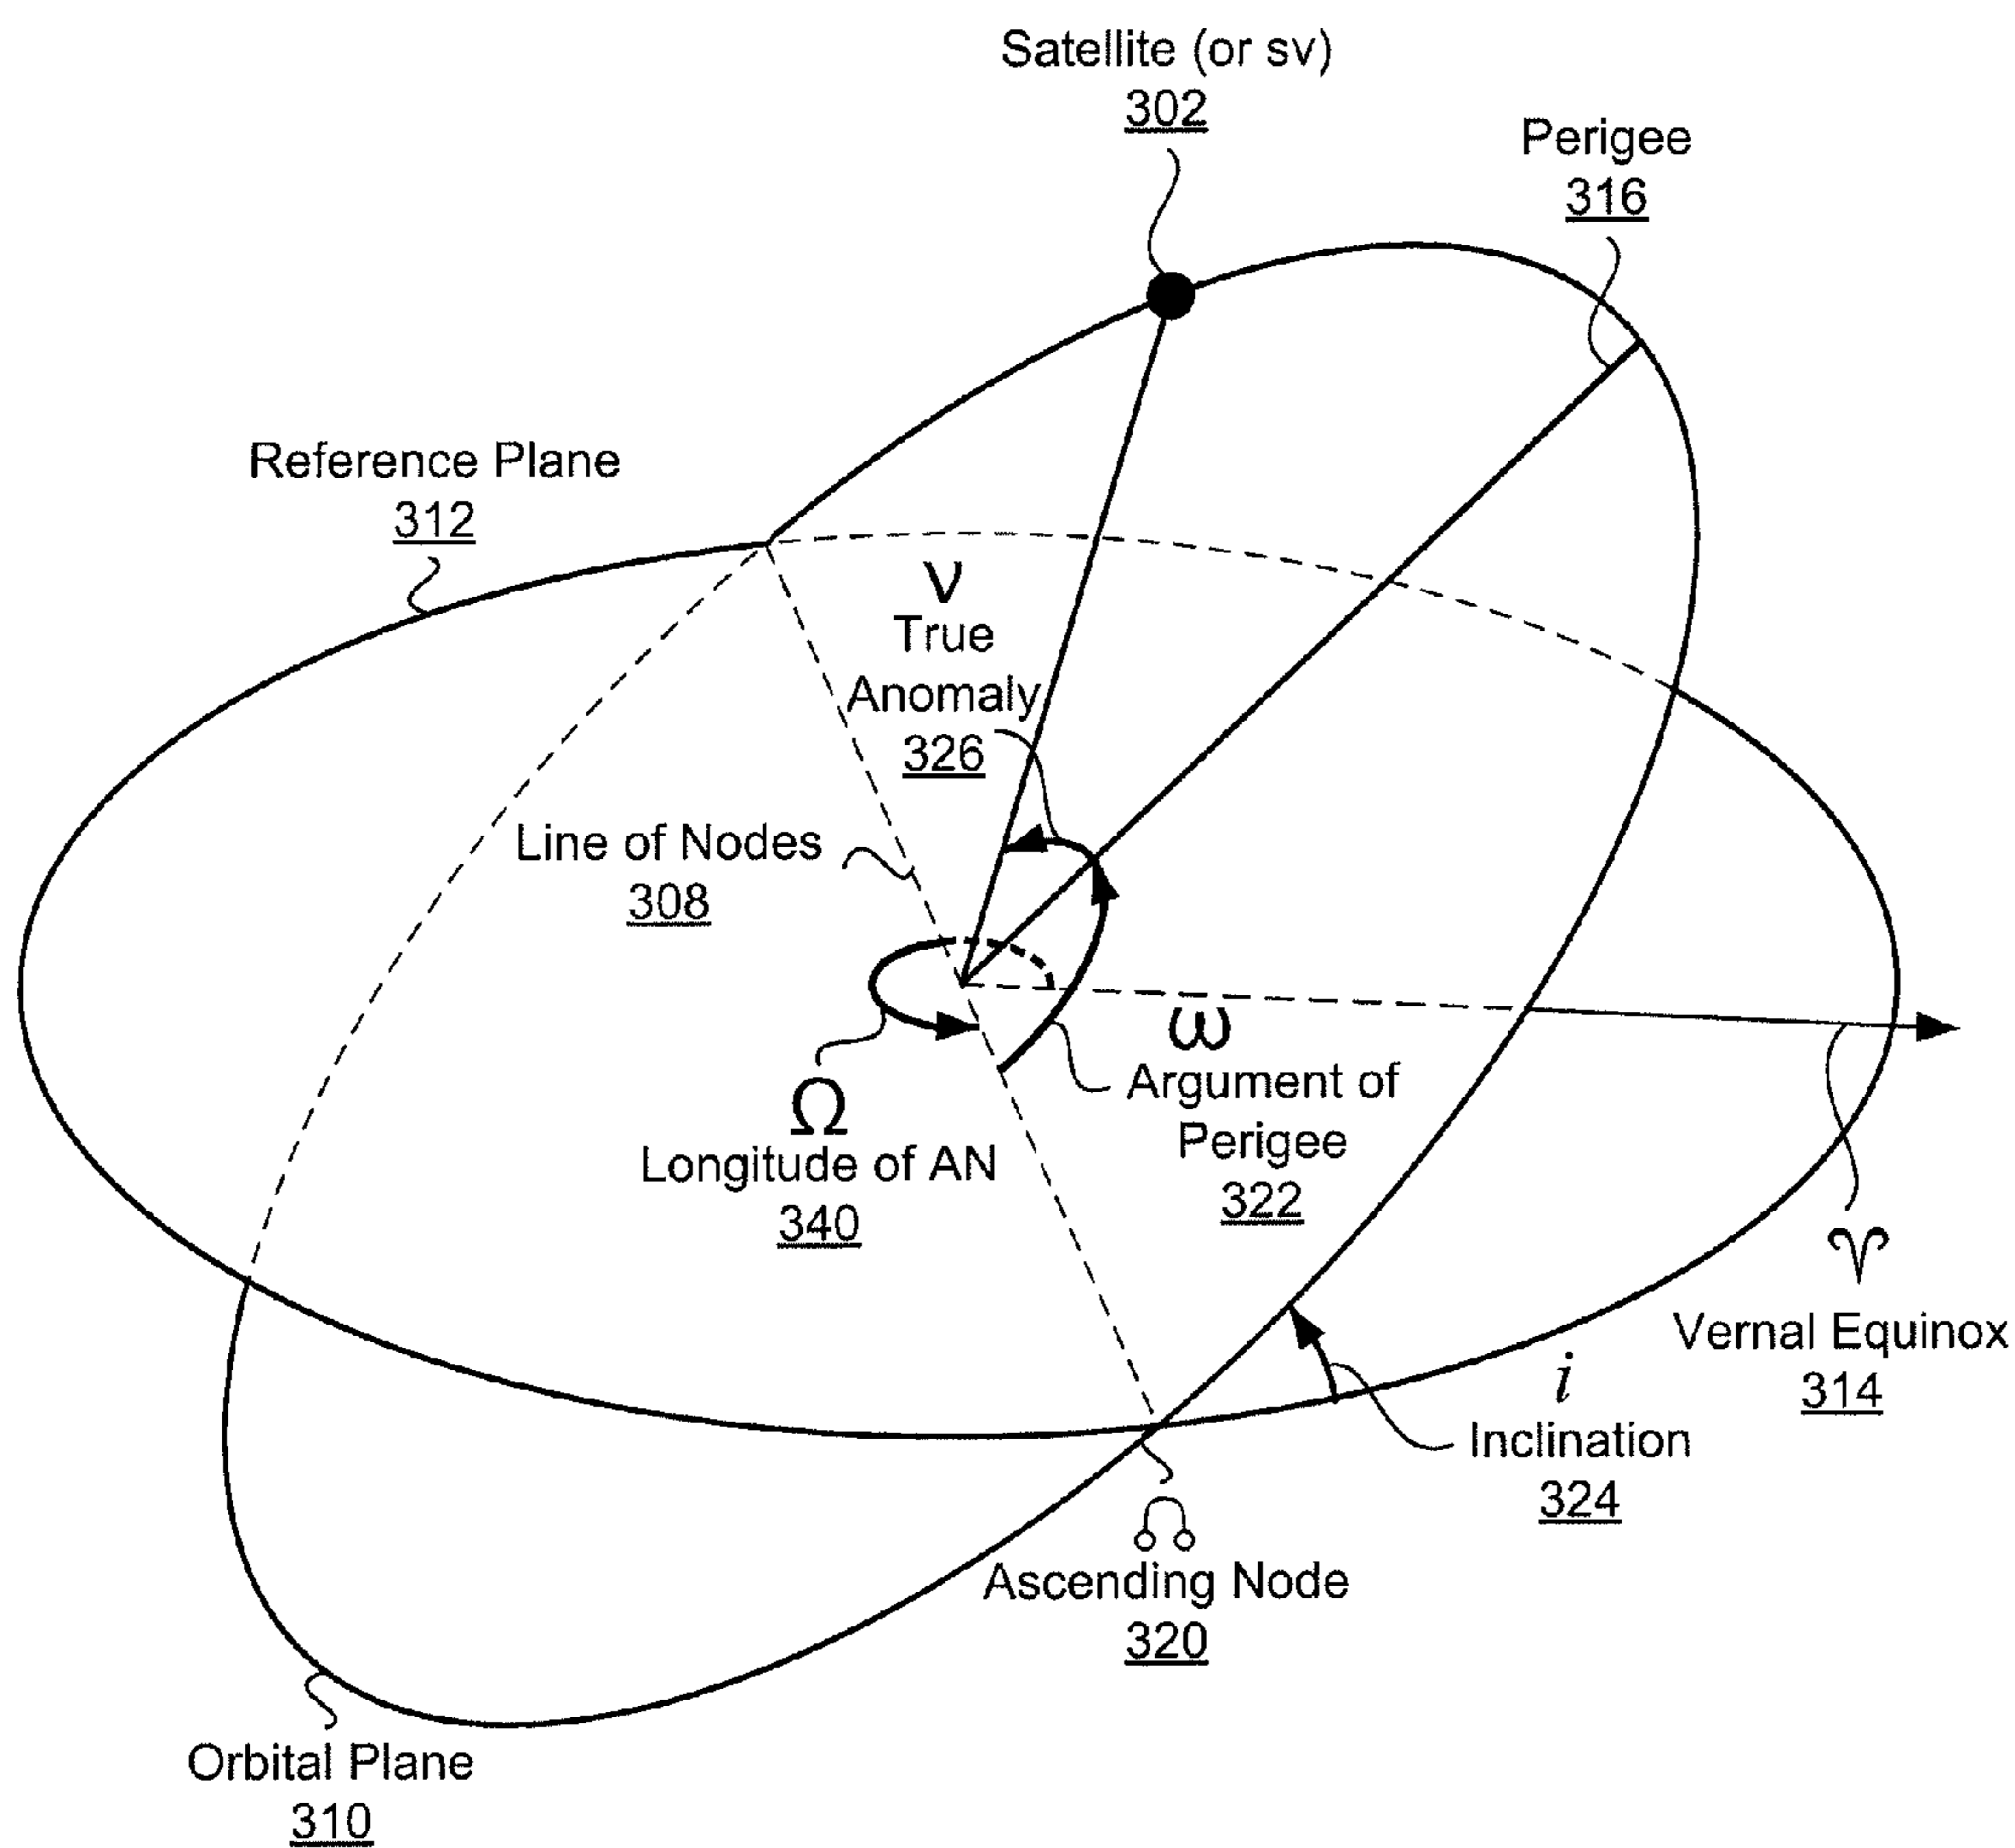 Satellite (or sv)
302
Perigee
316
Reference Plane
312
ν
True
Anomaly
326
Line of Nodes
308
ω
Argument of
Perigee
322
Ω
Longitude of AN
340
♈
Vernal Equinox
314
i
Inclination
324
☊
Ascending Node
320
Orbital Plane
310